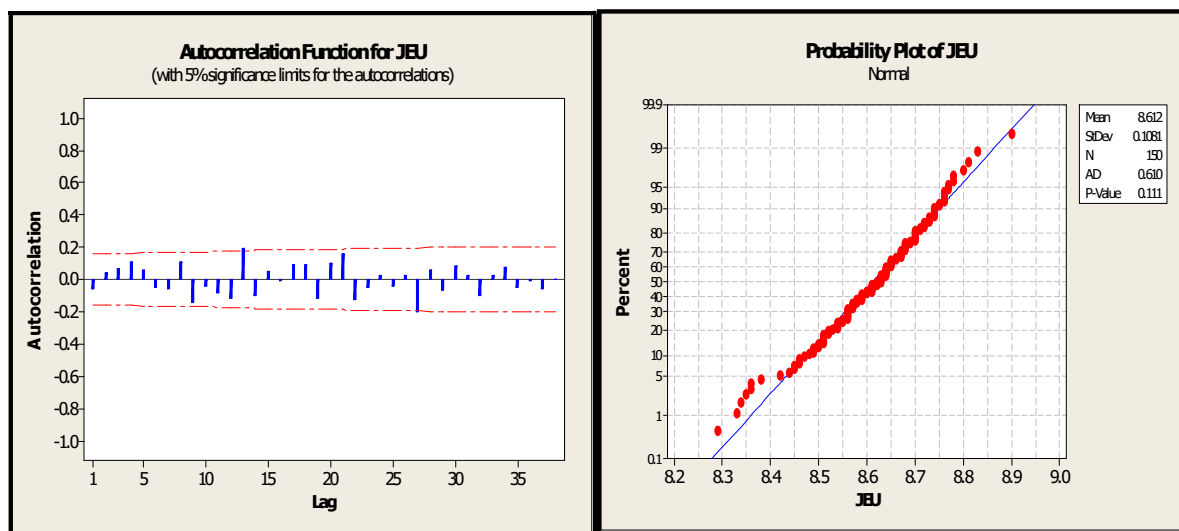 Autocorrelation Function for JEU
(with 5% significance limits for the autocorrelations)
1.0
0.8
0.6
0.4
0.2
0.0
-0.2
-0.4
-0.6
-0.8
-1.0
Autocorrelation
1 5 10 15 20 25 30 35
Lag
Probability Plot of JEU
Normal
99.9
99
95
90
80
70
60
50
40
30
20
10
5
1
0.1
Percent
8.2 8.3 8.4 8.5 8.6 8.7 8.8 8.9 9.0
JEU
Mean 8.612
StDev 0.1081
N 150
AD 0.610
P-Value 0.111